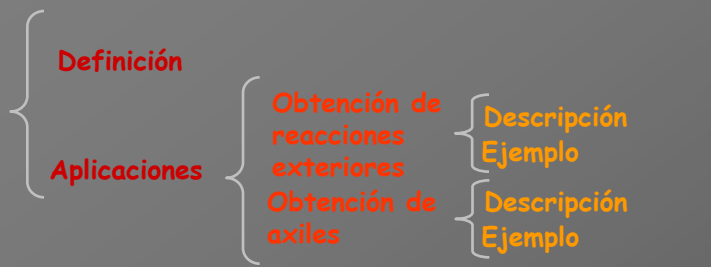 Definición
Aplicaciones
Obtención de
reacciones
exteriores
Descripción
Ejemplo
Obtención de
axiles
Descripción
Ejemplo